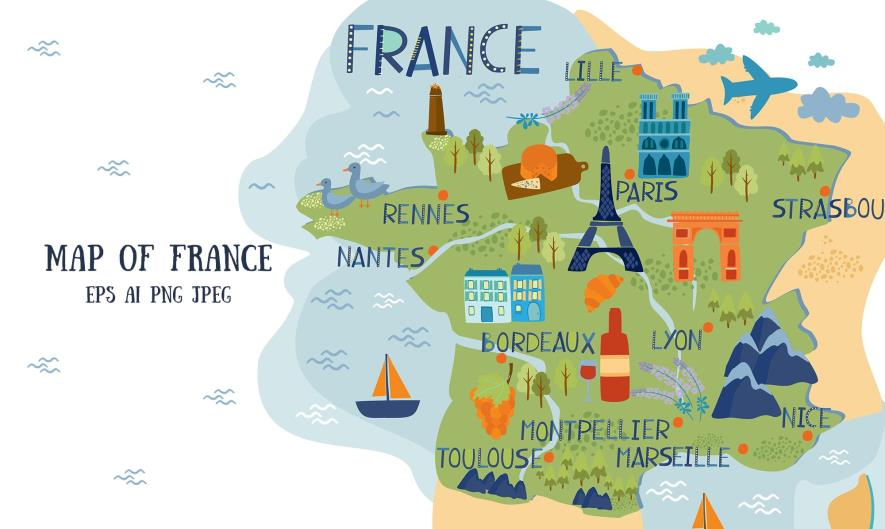 FRANCE
LILLE
PARIS
STRASBOU
RENNES
NANTES
MAP OF FRANCE
EPS AI PNG JPEG
BORDEAUX
LYON
NICE
MONTPELLIER
TOULOUSE
MARSEILLE